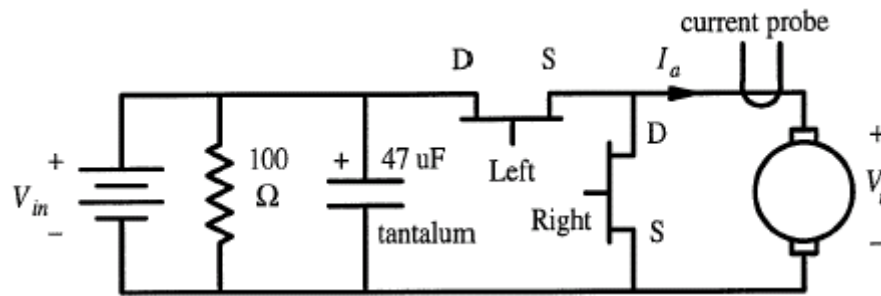 current probe
D S I_a
+ 100 Ω + 47 uF Left D +
V_in Right V
− tantalum S −